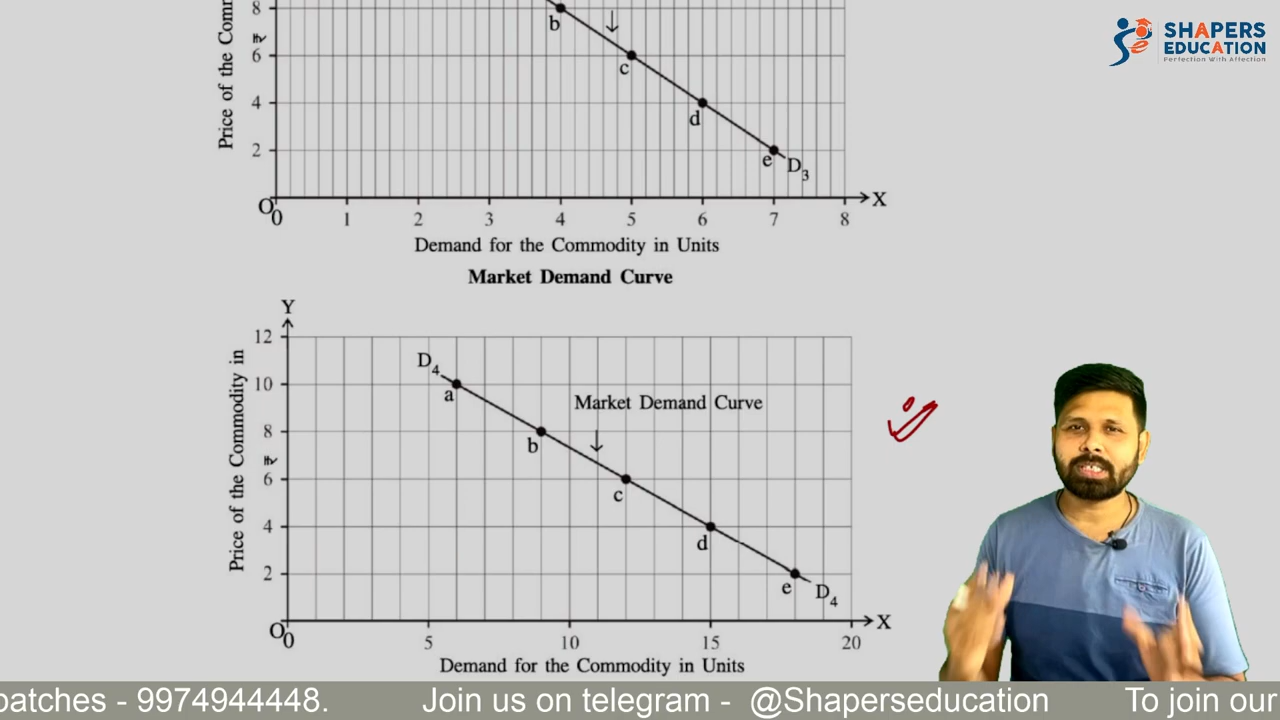 SHAPERS
EDUCATION
Perfection With Affection
Price of the Comm
8
6
4
2
b
c
d
e
D3
O
0 1 2 3 4 5 6 7 8 X
Demand for the Commodity in Units
Market Demand Curve
Y
Price of the Commodity in
12
10
8
6
4
2
D4
a
Market Demand Curve
b
c
d
e
D4
O
0 5 10 15 20 X
Demand for the Commodity in Units
patches - 9974944448. Join us on telegram - @Shaperseducation To join our